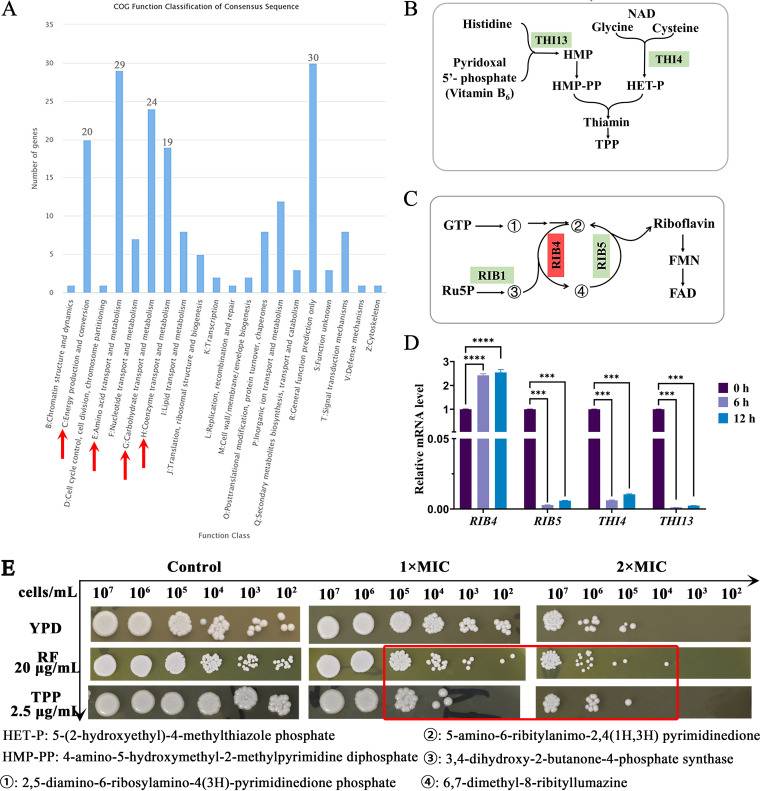 A
COG Function Classification of Consensus Sequence
Number of genes
35
30
25
20
15
10
5
0
20
29
24
19
30
B:Chromatin structure and dynamics
C:Energy production and conversion
D:Cell cycle control, cell division, chromosome partitioning
E:Amino acid transport and metabolism
F:Nucleotide transport and metabolism
G:Carbohydrate transport and metabolism
H:Coenzyme transport and metabolism
I:Lipid transport and metabolism
J:Translation, ribosomal structure and biogenesis
K:Transcription
L:Replication, recombination and repair
M:Cell wall/membrane/envelope biogenesis
O:Posttranslational modification, protein turnover, chaperones
P:Inorganic ion transport and metabolism
Q:Secondary metabolites biosynthesis, transport and catabolism
R:General function prediction only
S:Function unknown
T:Signal transduction mechanisms
V:Defense mechanisms
Z:Cytoskeleton
Function Class
B
Histidine
THI13
HMP
Pyridoxal
5'- phosphate
(Vitamin B6)
HMP-PP
NAD
Glycine Cysteine
THI4
HET-P
Thiamin
TPP
C
GTP
①
②
Riboflavin
RIB4
RIB5
RIB1
Ru5P
③
④
FMN
FAD
D
Relative mRNA level
3
2
1
0.05
0.00
**** ****
*** ***
*** ***
*** ***
0 h
6 h
12 h
RIB4 RIB5 THI4 THI13
E
Control 1×MIC 2×MIC
cells/mL 10⁷ 10⁶ 10⁵ 10⁴ 10³ 10² 10⁷ 10⁶ 10⁵ 10⁴ 10³ 10² 10⁷ 10⁶ 10⁵ 10⁴ 10³ 10²
YPD
RF
20 μg/mL
TPP
2.5 μg/mL
HET-P: 5-(2-hydroxyethyl)-4-methylthiazole phosphate
②: 5-amino-6-ribitylanimo-2,4(1H,3H) pyrimidinedione
HMP-PP: 4-amino-5-hydroxymethyl-2-methylpyrimidine diphosphate
③: 3,4-dihydroxy-2-butanone-4-phosphate synthase
①: 2,5-diamino-6-ribosylamino-4(3H)-pyrimidinedione phosphate
④: 6,7-dimethyl-8-ribityllumazine